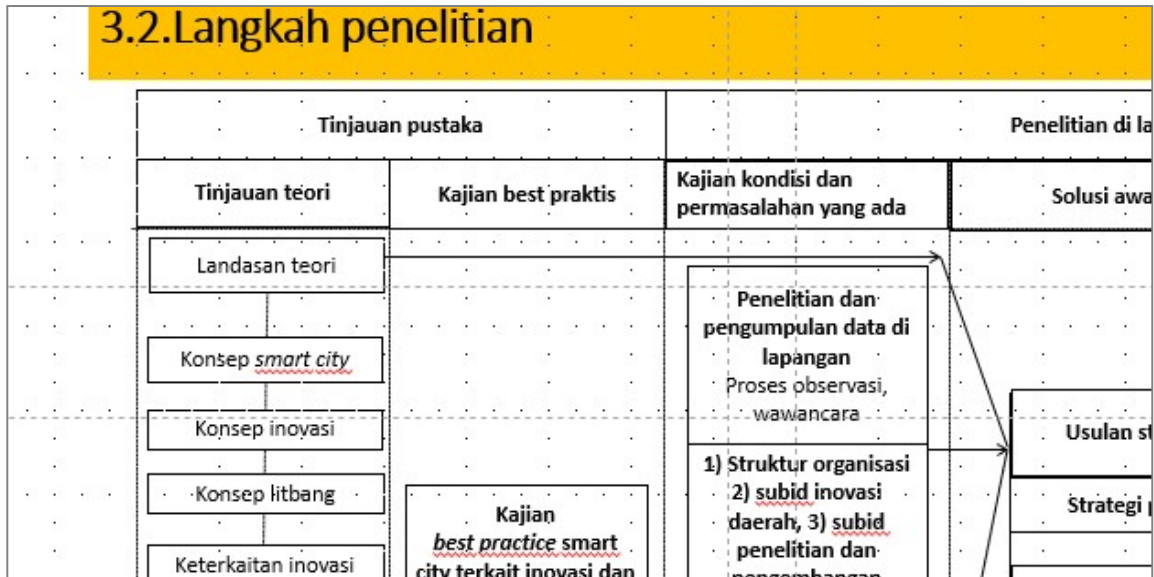 3.2.Langkah penelitian
Tinjauan pustaka
Penelitian di la
Tinjauan teori
Kajian best praktis
Kajian kondisi dan
permasalahan yang ada
Solusi awa
Landasan teori
Konsep smart city
Konsep inovasi
Konsep litbang
Keterkaitan inovasi
Kajian
best practice smart
city terkait inovasi dan
Penelitian dan
pengumpulan data di
lapangan
Proses observasi,
wawancara
1) Struktur organisasi
2) subid inovasi
daerah, 3) subid
penelitian dan
pengembangan
Usulan st
Strategi p